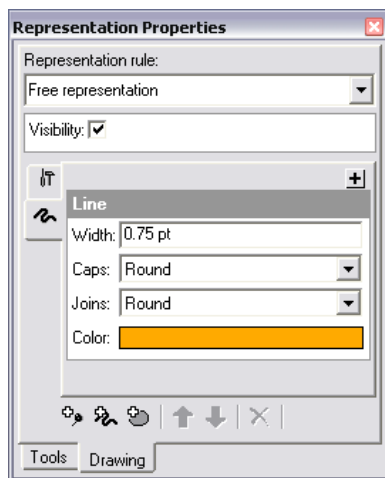 Representation Properties
Representation rule:
Free representation
Visibility:
Line
Width: 0.75 pt
Caps: Round
Joins: Round
Color:
Tools Drawing